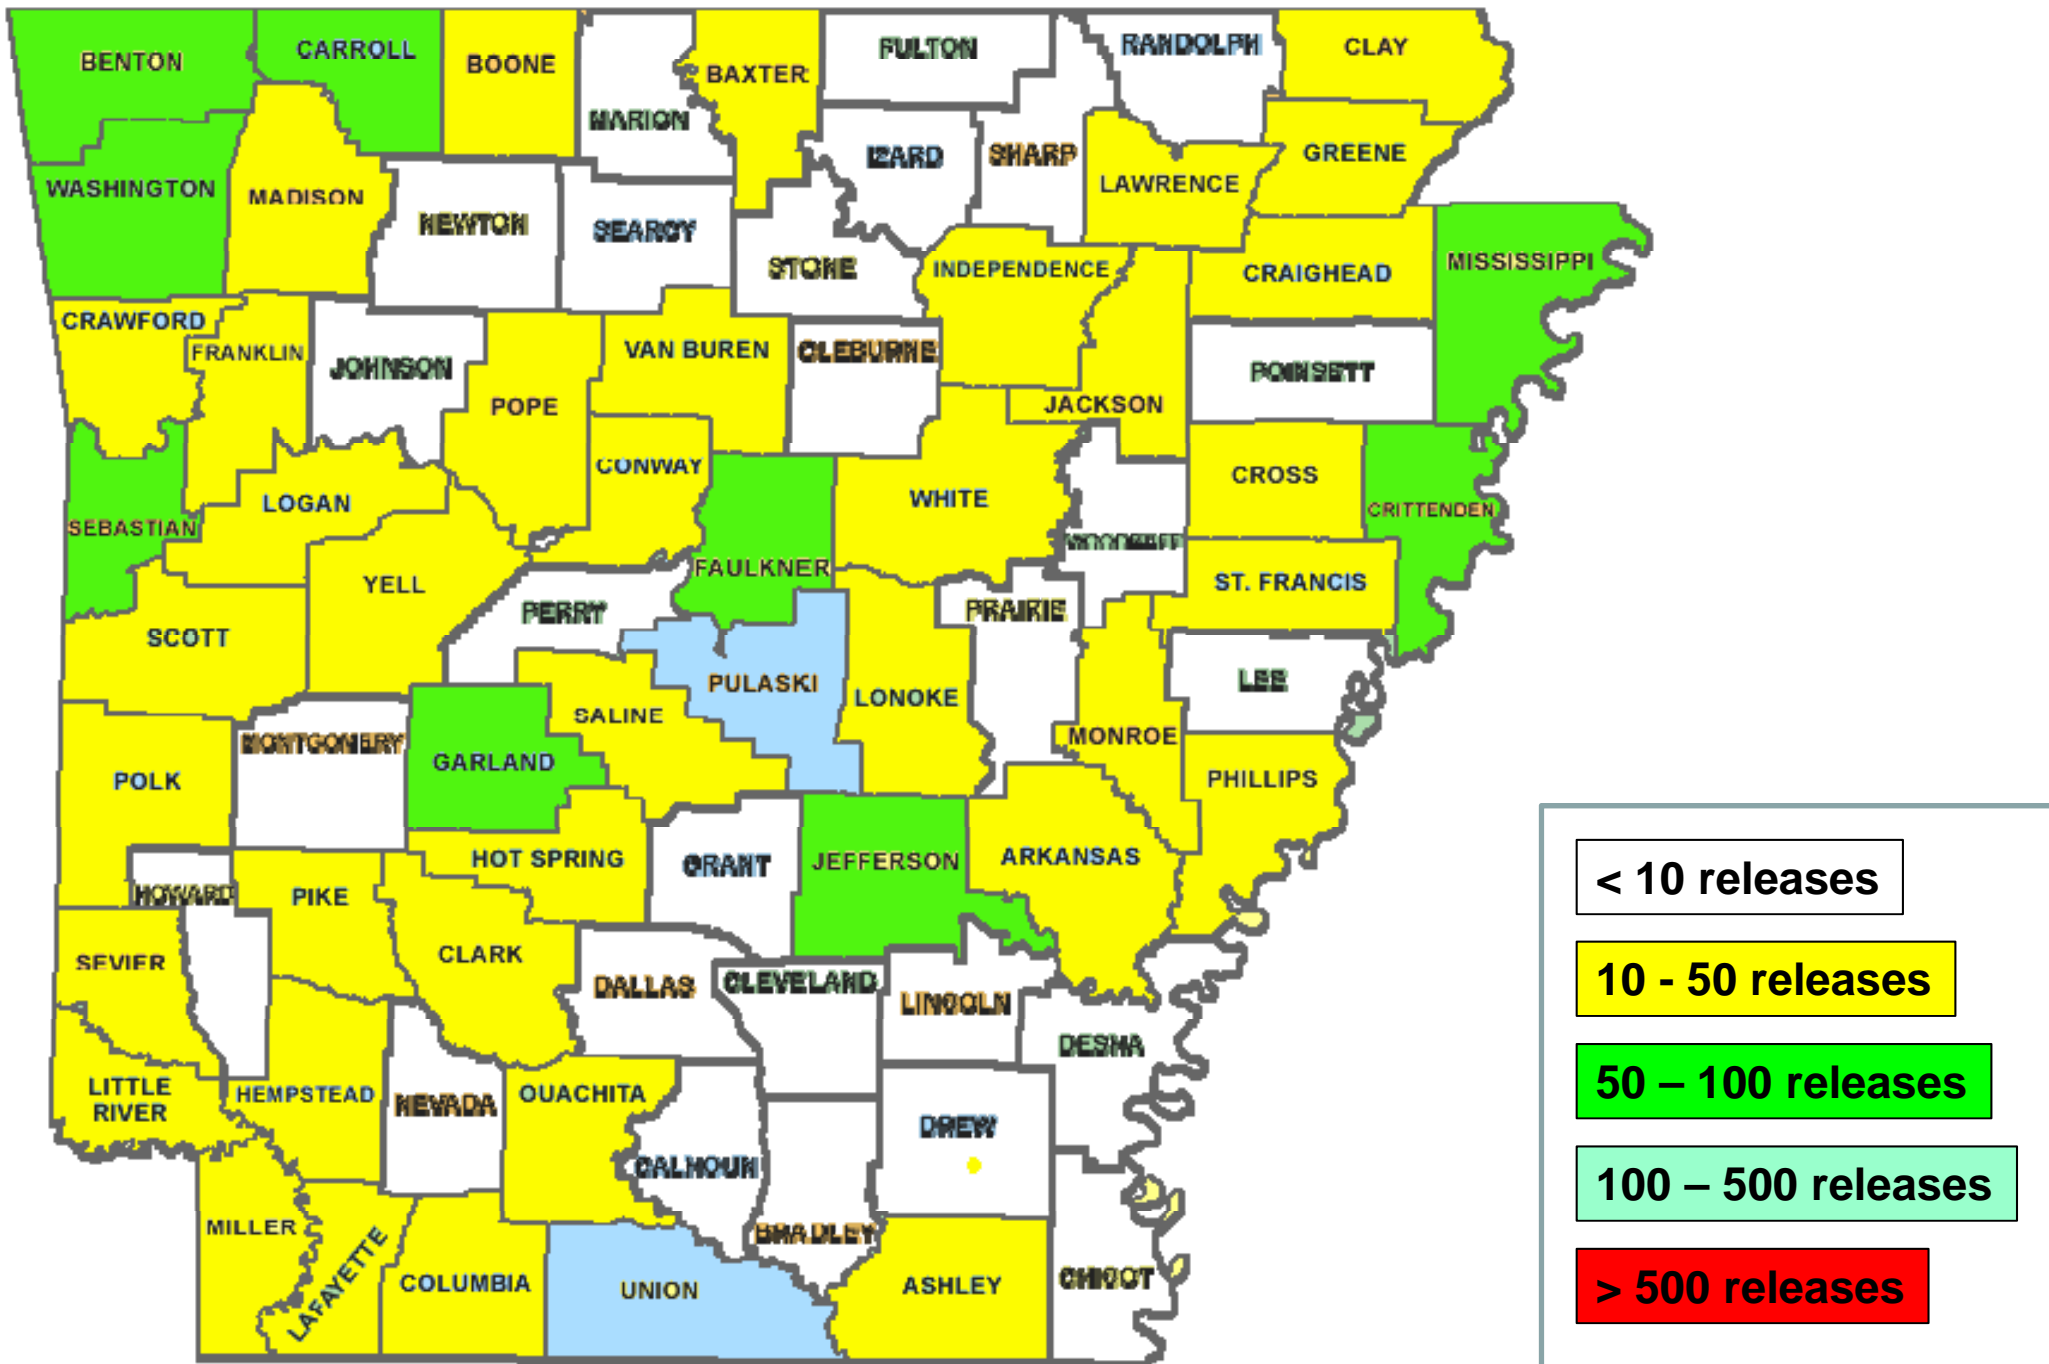 BENTON
CARROLL
BOONE
MARION
BAXTER
FULTON
RANDOLPH
CLAY
IZARD
SHARP
LAWRENCE
GREENE
WASHINGTON
MADISON
NEWTON
SEARCY
STONE
INDEPENDENCE
CRAIGHEAD
MISSISSIPPI
CRAWFORD
FRANKLIN
JOHNSON
POPE
VAN BUREN
CLEBURNE
JACKSON
POINSETT
CONWAY
WHITE
CROSS
CRITTENDEN
SEBASTIAN
LOGAN
WOODRUFF
YELL
FAULKNER
ST. FRANCIS
SCOTT
PERRY
PRAIRIE
PULASKI
LONOKE
LEE
MONTGOMERY
SALINE
MONROE
POLK
GARLAND
PHILLIPS
HOT SPRING
GRANT
JEFFERSON
ARKANSAS
HOWARD
PIKE
SEVIER
CLARK
DALLAS
CLEVELAND
LINCOLN
DESHA
LITTLE
RIVER
HEMPSTEAD
NEVADA
OUACHITA
CALHOUN
DREW
MILLER
LAFAYETTE
COLUMBIA
UNION
BRADLEY
ASHLEY
CHICOT
< 10 releases
10 - 50 releases
50 – 100 releases
100 – 500 releases
> 500 releases